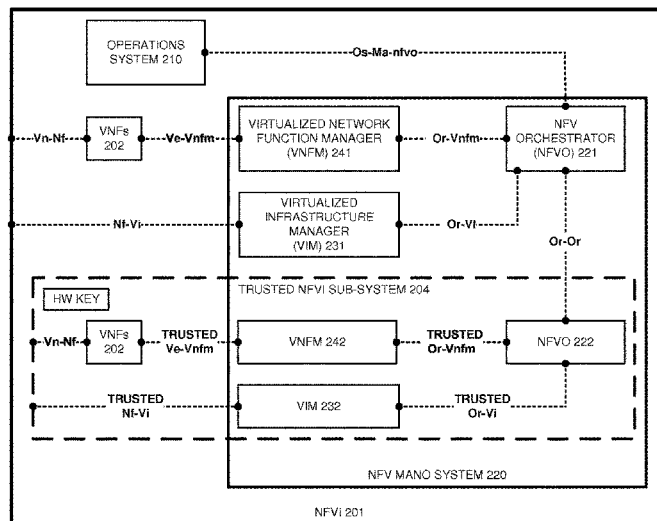 OPERATIONS
SYSTEM 210
Os-Ma-nfvo
Vn-Nf
VNFs
202
Ve-Vnfm
VIRTUALIZED NETWORK
FUNCTION MANAGER
(VNFM) 241
Or-Vnfm
NFV
ORCHESTRATOR
(NFVO) 221
Nf-Vi
VIRTUALIZED
INFRASTRUCTURE
MANAGER
(VIM) 231
Or-Vi
Or-Or
TRUSTED NFVI SUB-SYSTEM 204
HW KEY
Vn-Nf
VNFs
202
TRUSTED
Ve-Vnfm
VNFM 242
TRUSTED
Or-Vnfm
NFVO 222
TRUSTED
Nf-Vi
VIM 232
TRUSTED
Or-Vi
NFV MANO SYSTEM 220
NFVi 201